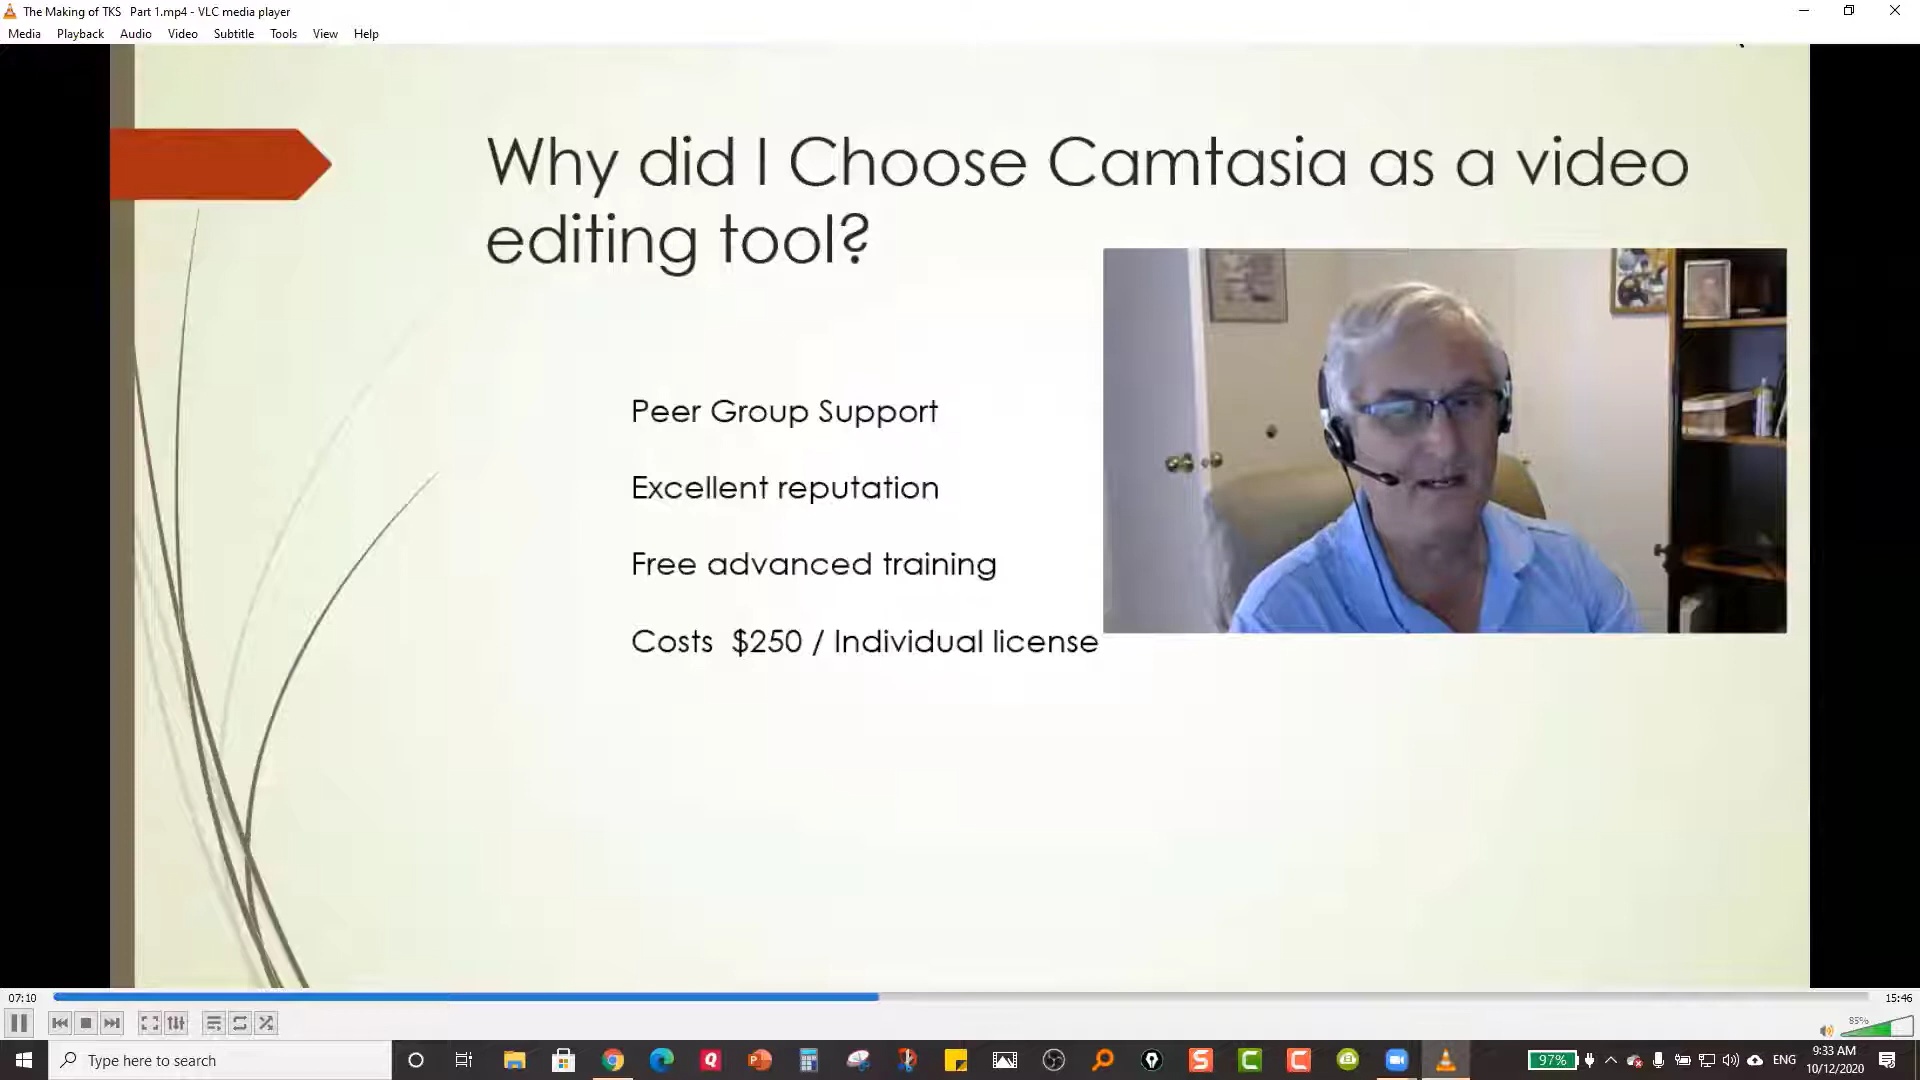 The Making of TKS   Part 1.mp4 - VLC media player
Media Playback Audio Video Subtitle Tools View Help
Why did I Choose Camtasia as a video
editing tool?
Peer Group Support
Excellent reputation
Free advanced training
Costs  $250 / Individual license
07:10
15:46
85%
Type here to search
97%
ENG
9:33 AM
10/12/2020